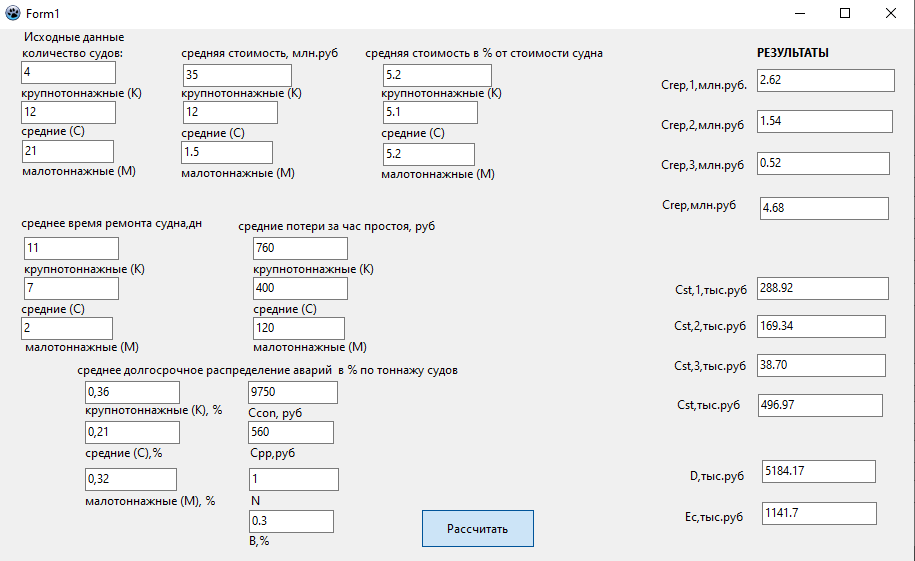 Form1
Исходные данные
количество судов:
4
крупнотоннажные (К)
12
средние (С)
21
малотоннажные (М)
средняя стоимость, млн.руб
35
крупнотоннажные (К)
12
средние (С)
1.5
малотоннажные (М)
средняя стоимость в % от стоимости судна
5.2
крупнотоннажные (К)
5.1
средние (С)
5.2
малотоннажные (М)
среднее время ремонта судна,дн
11
крупнотоннажные (К)
7
средние (С)
2
малотоннажные (М)
средние потери за час простоя, руб
760
крупнотоннажные (К)
400
средние (С)
120
малотоннажные (М)
среднее долгосрочное распределение аварий в % по тоннажу судов
0,36
крупнотоннажные (К), %
0,21
средние (С),%
0,32
малотоннажные (М), %
9750
Ccon, руб
560
Cpp,руб
1
N
0.3
B,%
Рассчитать
РЕЗУЛЬТАТЫ
Crep,1,млн.руб. 2.62
Crep,2,млн.руб 1.54
Crep,3,млн.руб 0.52
Crep,млн.руб 4.68
Cst,1,тыс.руб 288.92
Cst,2,тыс.руб 169.34
Cst,3,тыс.руб 38.70
Cst,тыс.руб 496.97
D,тыс.руб 5184.17
Ec,тыс.руб 1141.7